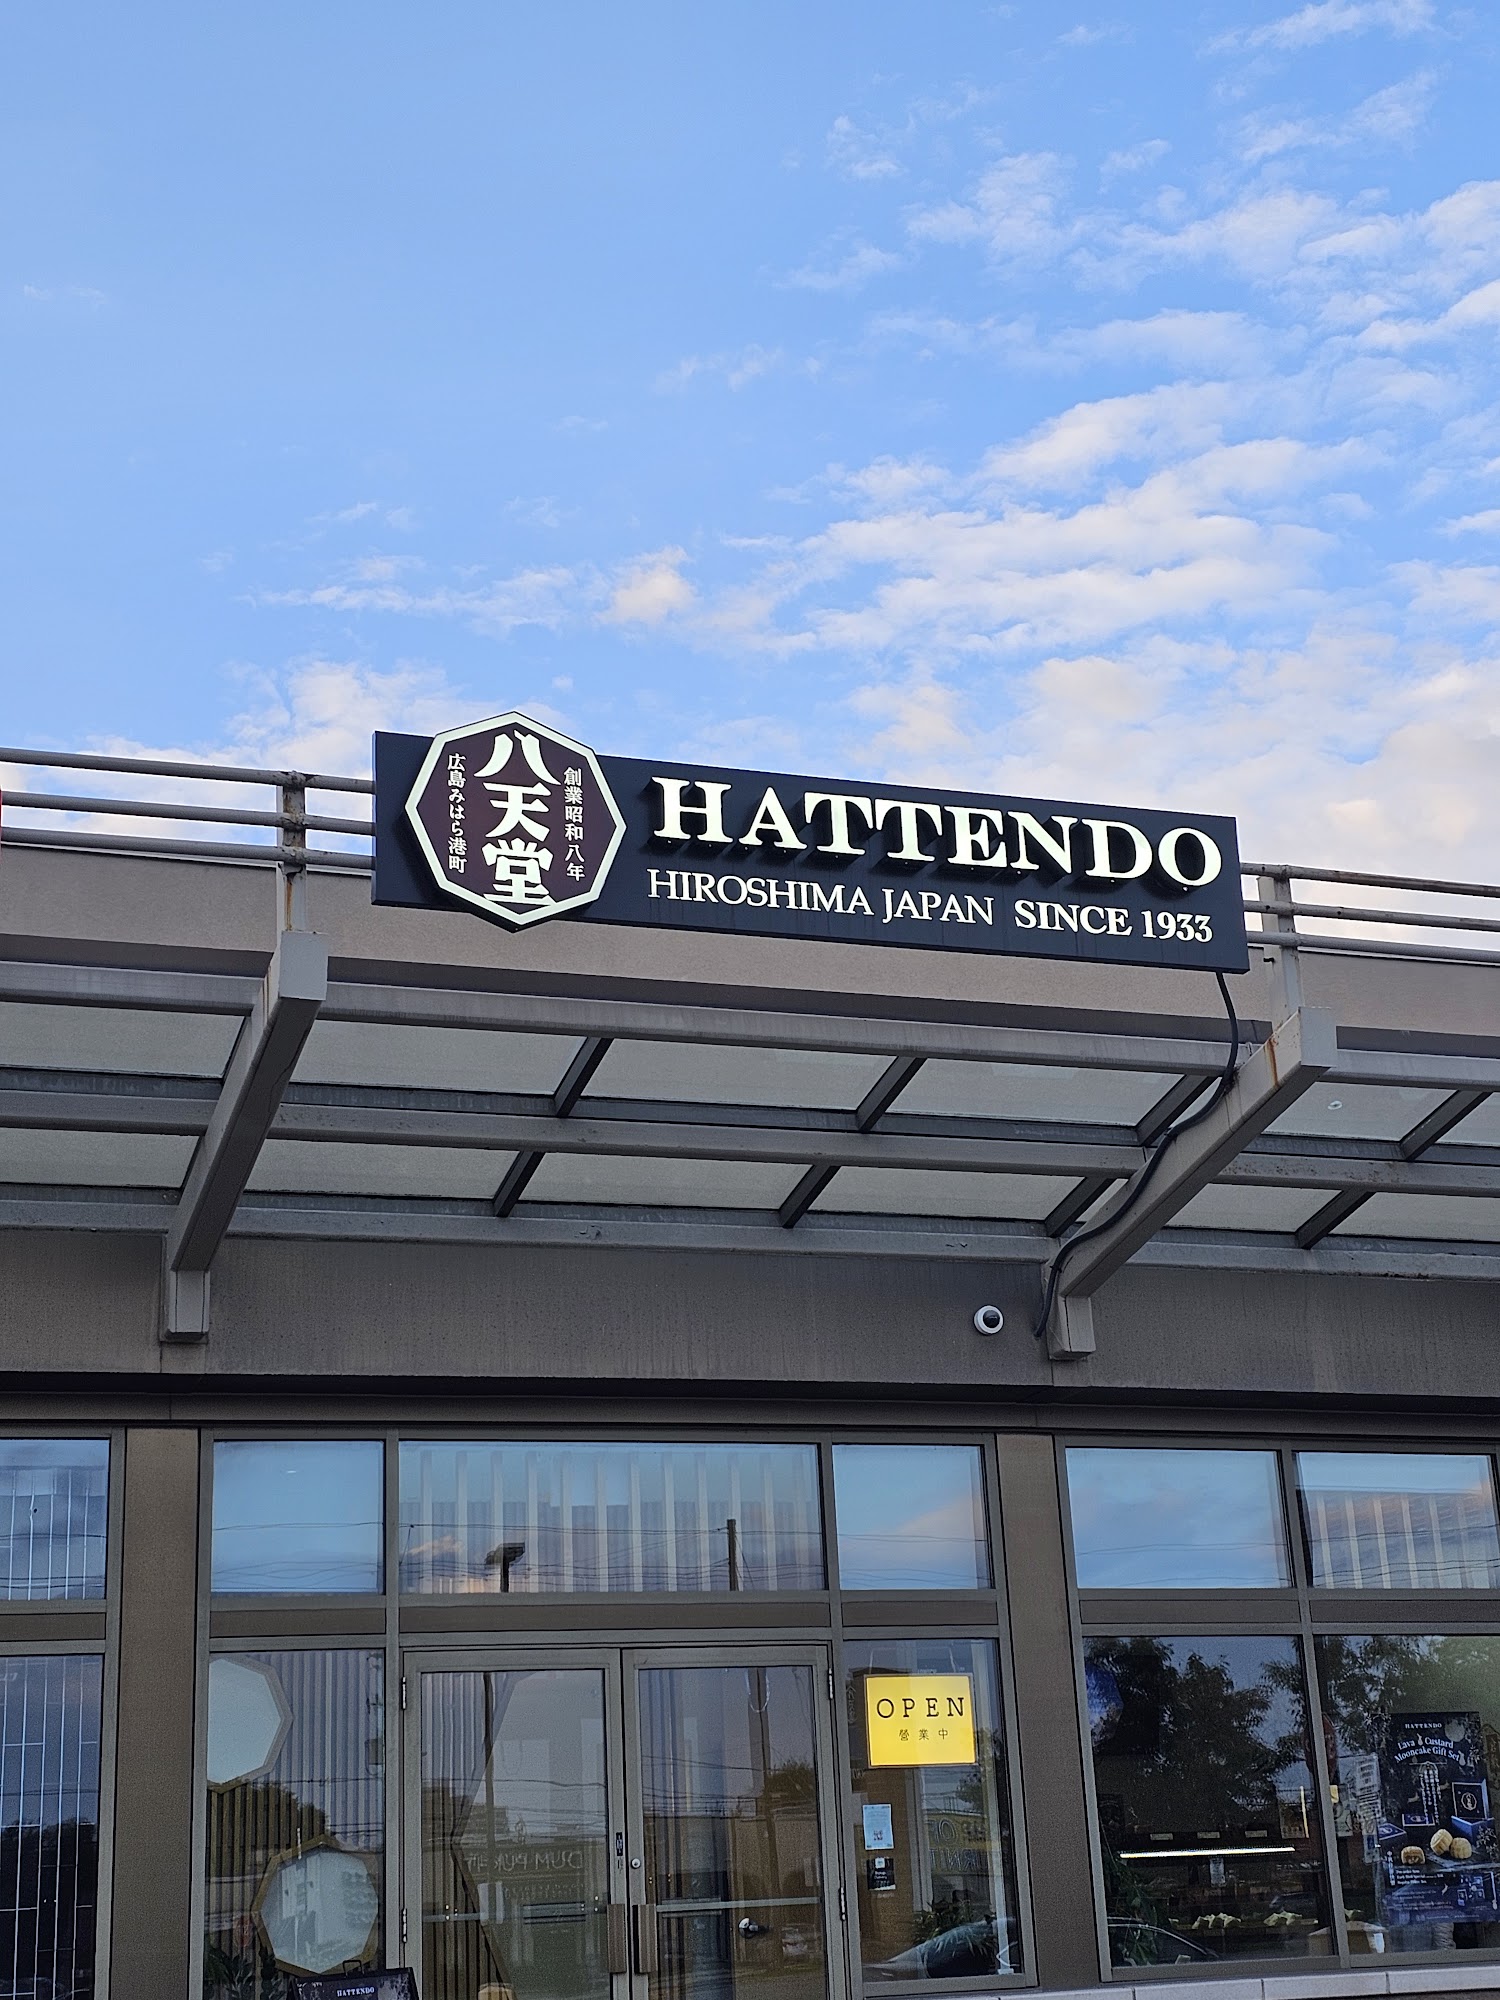 創業昭和八年
八天堂
広島みはら港町
HATTENDO
HIROSHIMA JAPAN SINCE 1933
OPEN
營業中
HATTENDO
Lava Custard
Mooncake Gift Set
HATTENDO